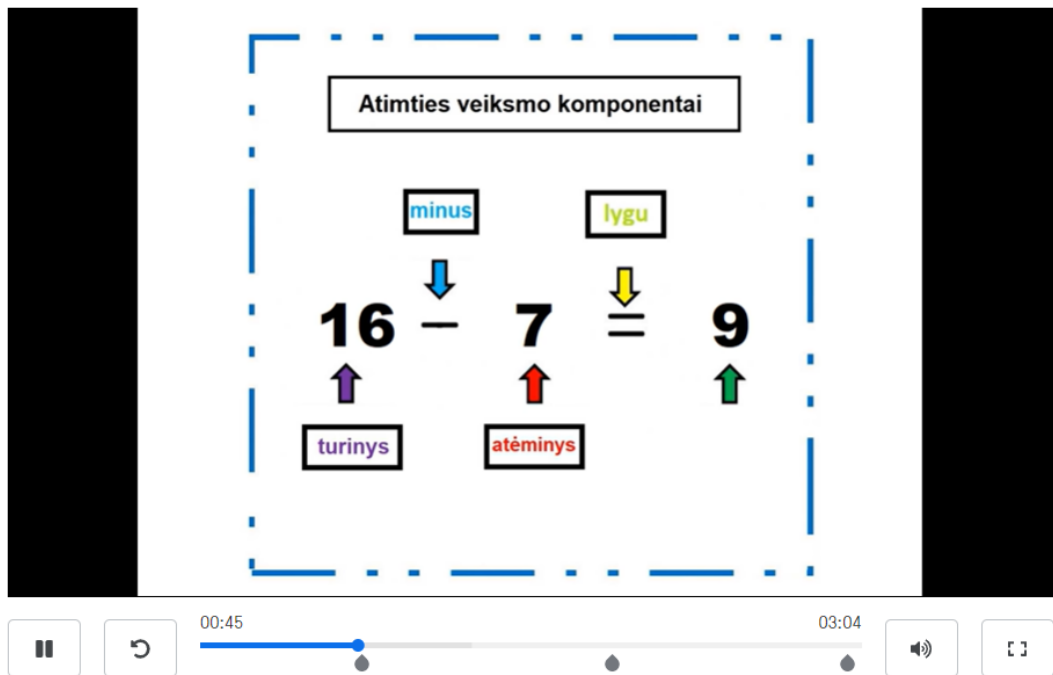 Atimties veiksmo komponentai
minus
lygu
16 – 7 = 9
turinys
atėminys
00:45
03:04